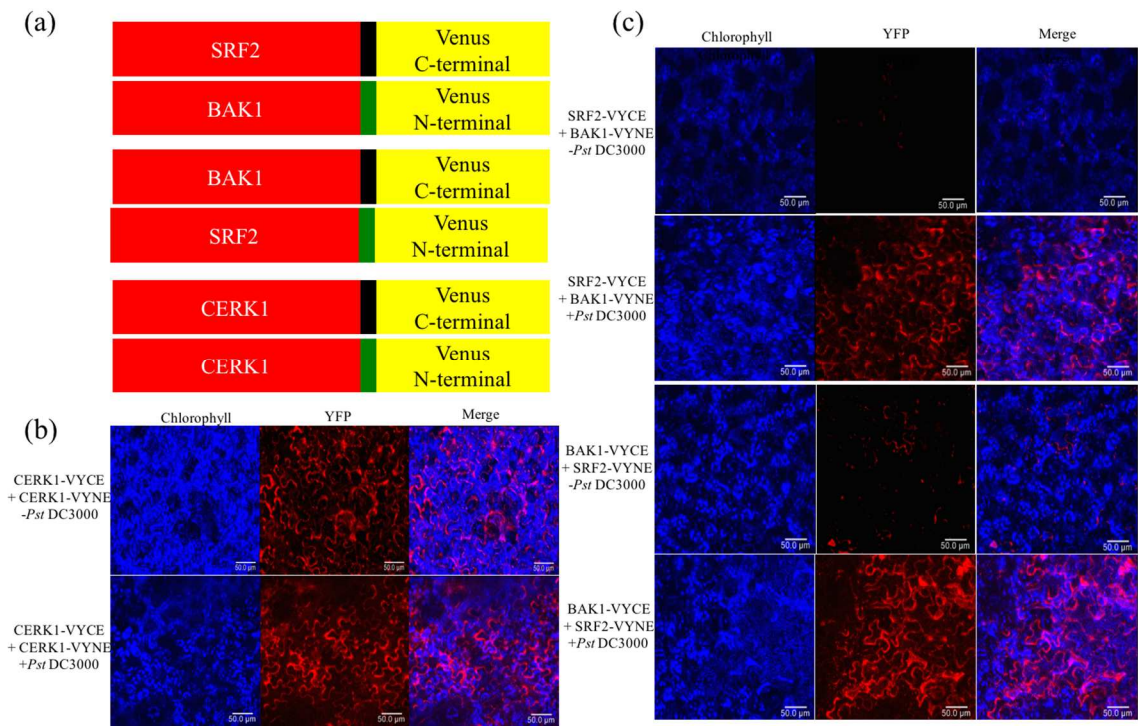 (a)
SRF2
Venus
C-terminal
BAK1
Venus
N-terminal
BAK1
Venus
C-terminal
SRF2
Venus
N-terminal
CERK1
Venus
C-terminal
CERK1
Venus
N-terminal
(b)
Chlorophyll
YFP
Merge
CERK1-VYCE
+ CERK1-VYNE
-Pst DC3000
50.0 µm
50.0 µm
50.0 µm
CERK1-VYCE
+ CERK1-VYNE
+Pst DC3000
50.0 µm
50.0 µm
50.0 µm
(c)
Chlorophyll
YFP
Merge
SRF2-VYCE
+ BAK1-VYNE
-Pst DC3000
50.0 µm
50.0 µm
50.0 µm
SRF2-VYCE
+ BAK1-VYNE
+Pst DC3000
50.0 µm
50.0 µm
50.0 µm
BAK1-VYCE
+ SRF2-VYNE
-Pst DC3000
50.0 µm
50.0 µm
50.0 µm
BAK1-VYCE
+ SRF2-VYNE
+Pst DC3000
50.0 µm
50.0 µm
50.0 µm